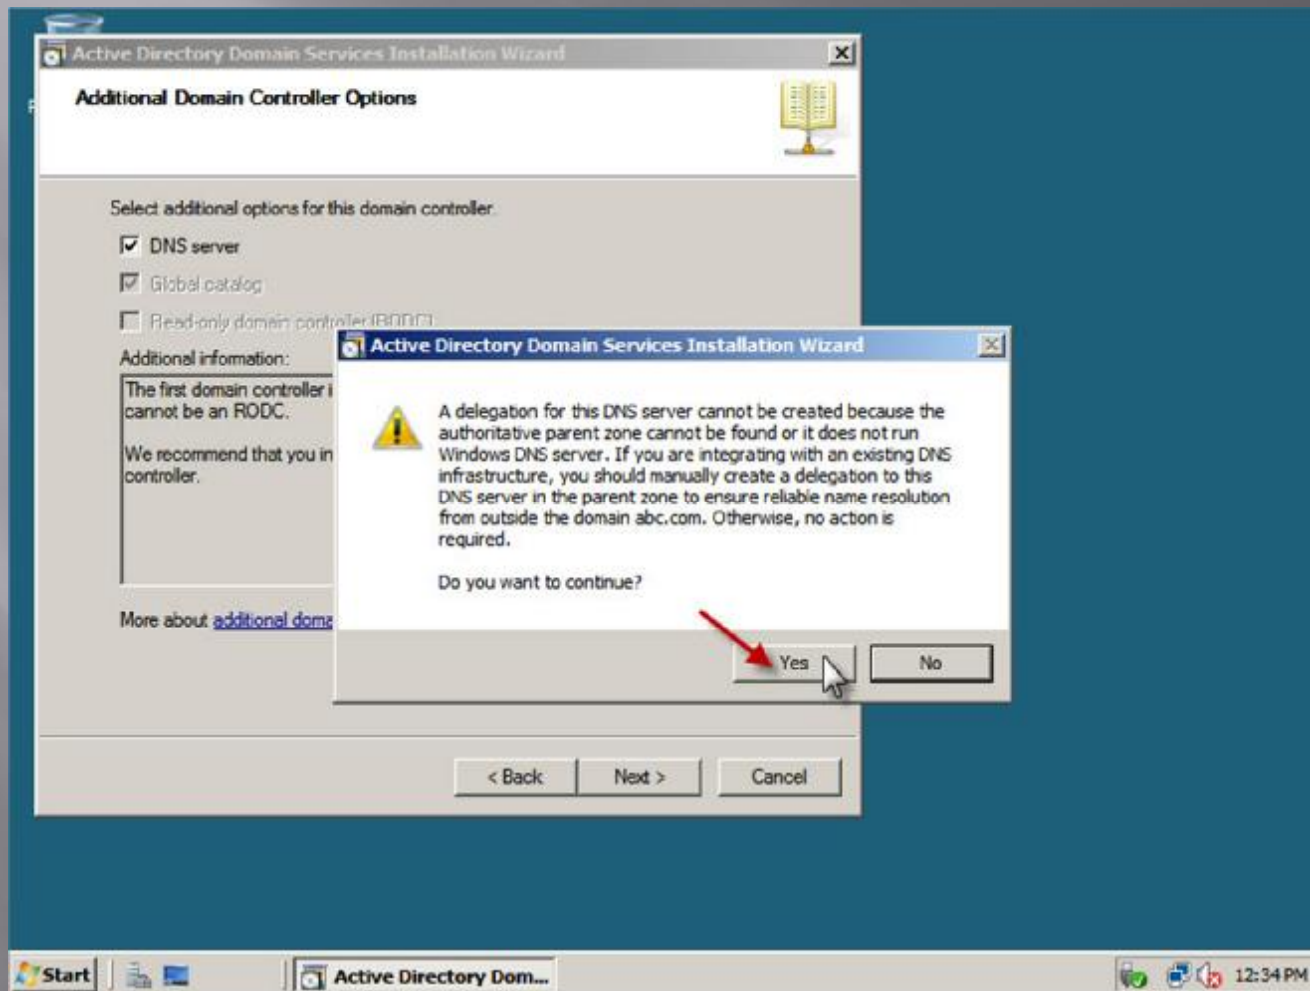 Active Directory Domain Services Installation Wizard
Additional Domain Controller Options
Select additional options for this domain controller.
DNS server
Global catalog
Read-only domain controller (RODC)
Additional information:
The first domain controller i
cannot be an RODC.
We recommend that you in
controller.
More about additional doma
Active Directory Domain Services Installation Wizard
A delegation for this DNS server cannot be created because the
authoritative parent zone cannot be found or it does not run
Windows DNS server. If you are integrating with an existing DNS
infrastructure, you should manually create a delegation to this
DNS server in the parent zone to ensure reliable name resolution
from outside the domain abc.com. Otherwise, no action is
required.
Do you want to continue?
Yes No
< Back Next > Cancel
Start Active Directory Dom... 12:34 PM